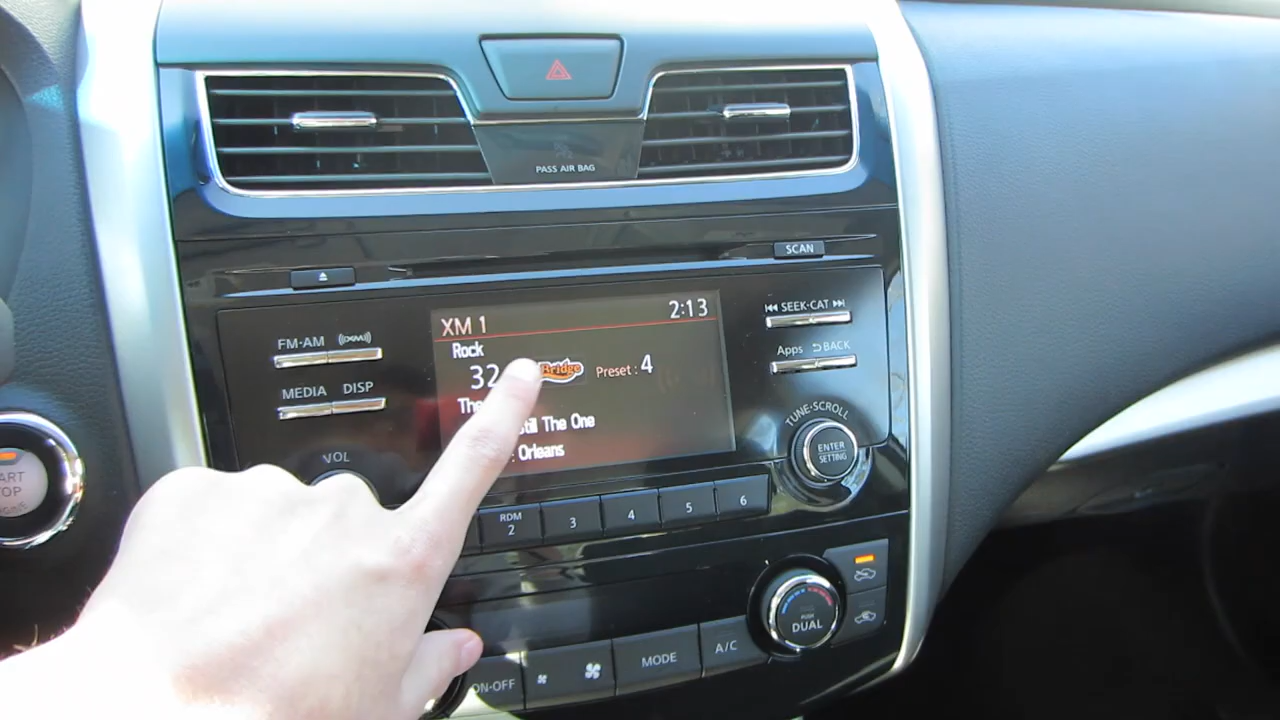 PASS AIR BAG
SCAN
FM·AM
XM
MEDIA DISP
VOL
XM 1 2:13
Rock
32 Bridge Preset : 4
Still The One
: Orleans
SEEK·CAT
Apps BACK
TUNE·SCROLL
ENTER
SETTING
RDM
2 3 4 5 6
PUSH
DUAL
ON·OFF MODE A/C